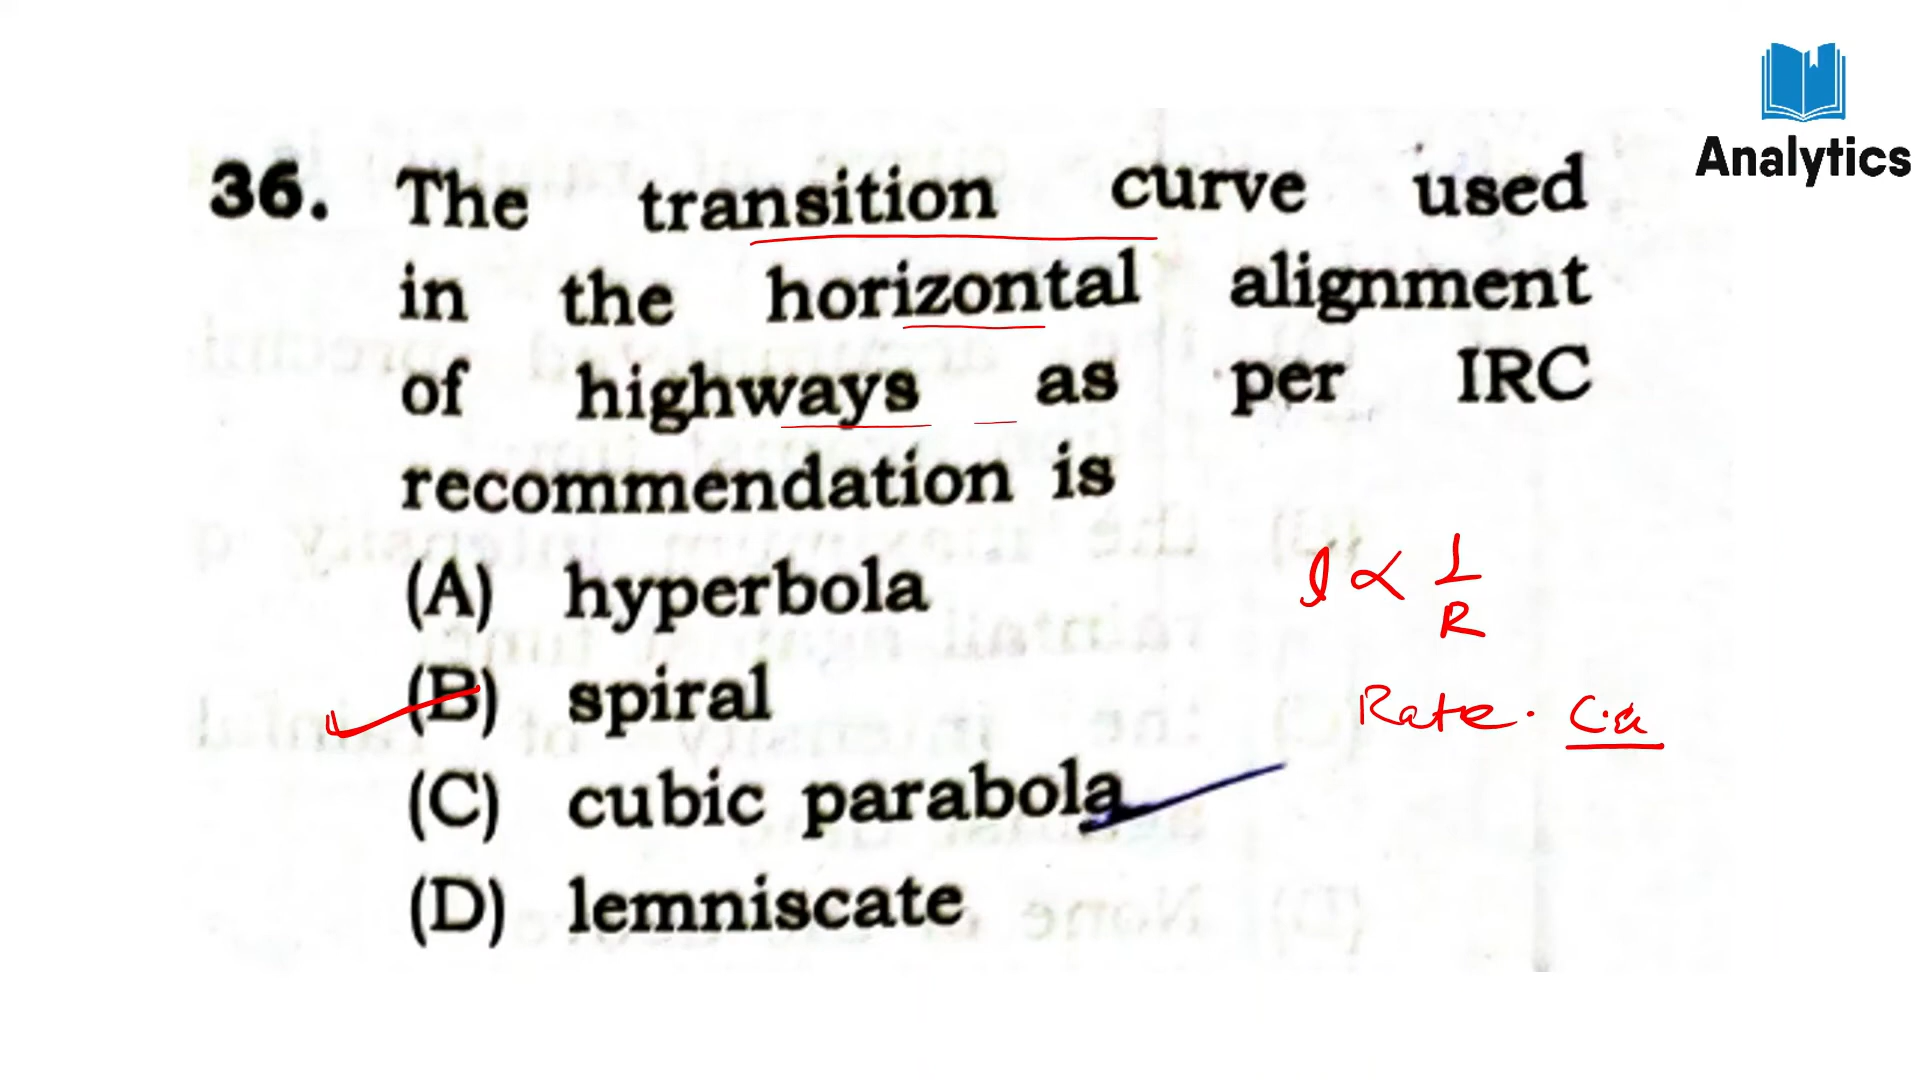 Analytics
36. The transition curve used
in the horizontal alignment
of highways as per IRC
recommendation is
(A) hyperbola
(B) spiral
(C) cubic parabola
(D) lemniscate
l ∝ 1/R
Rate. C.a